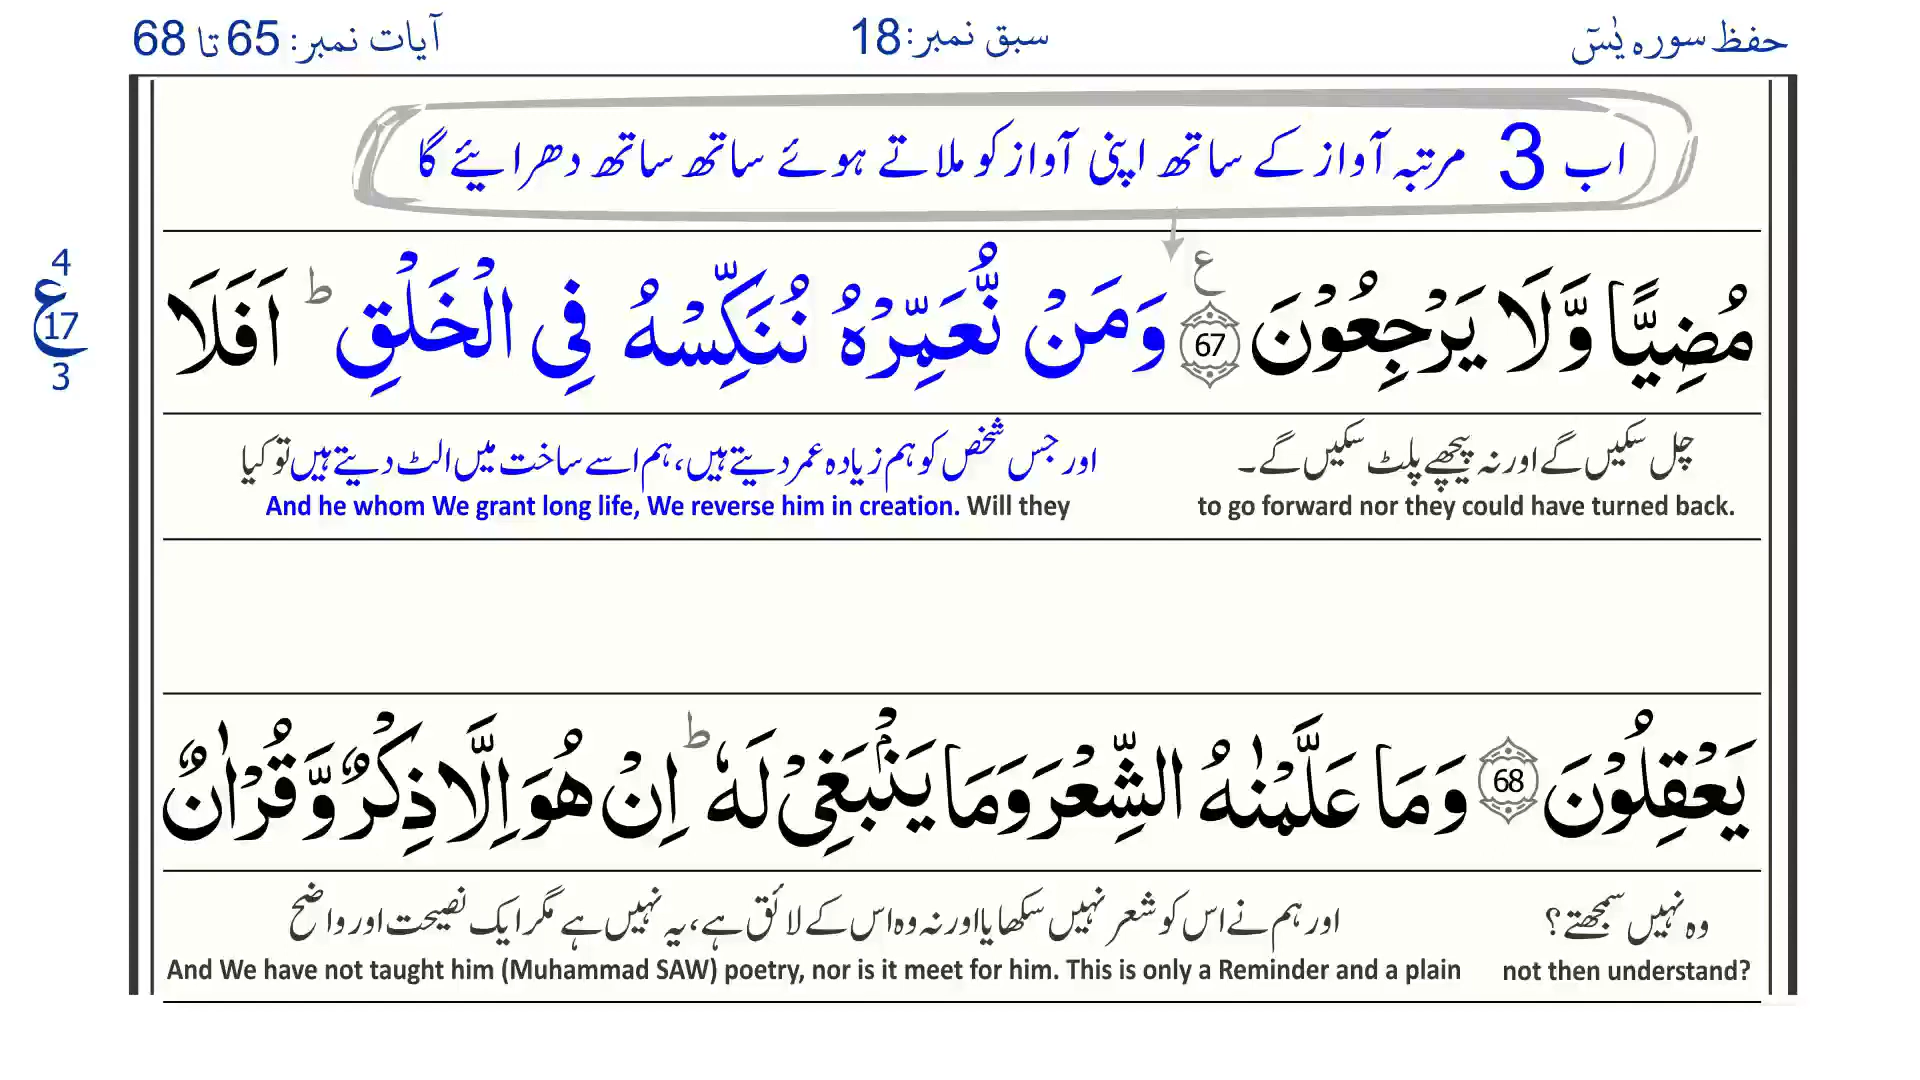 حفظ سورہ یٰسٓ
سبق نمبر: 18
آیات نمبر: 65 تا 68
اب 3 مرتبہ آواز کے ساتھ اپنی آواز کو ملاتے ہوئے ساتھ ساتھ دھرائیے گا
4
ع
17
3
ع
مُضِيًّا وَّلَا يَرْجِعُوْنَ 67 وَمَنْ نُّعَمِّرْهُ نُنَكِّسْهُ فِى الْخَلْقِ ؕ اَفَلَا
چل سکیں گے اور نہ پیچھے پلٹ سکیں گے۔ اور جس شخص کو ہم زیادہ عمر دیتے ہیں، ہم اسے ساخت میں الٹ دیتے ہیں تو کیا
to go forward nor they could have turned back. And he whom We grant long life, We reverse him in creation. Will they
يَعْقِلُوْنَ 68 وَمَا عَلَّمْنٰهُ الشِّعْرَ وَمَا يَنْۢبَغِىْ لَهٗ ؕ اِنْ هُوَ اِلَّا ذِكْرٌ وَّ قُرْاٰنٌ
وہ نہیں سمجھتے؟ اور ہم نے اس کو شعر نہیں سکھایا اور نہ وہ اس کے لائق ہے، یہ نہیں ہے مگر ایک نصیحت اور واضح
not then understand? And We have not taught him (Muhammad SAW) poetry, nor is it meet for him. This is only a Reminder and a plain